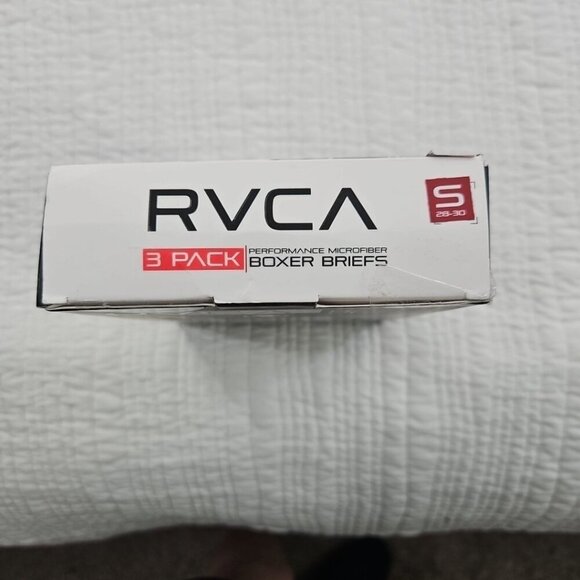 RVCA
S
28-30
3 PACK
PERFORMANCE MICROFIBER
BOXER BRIEFS